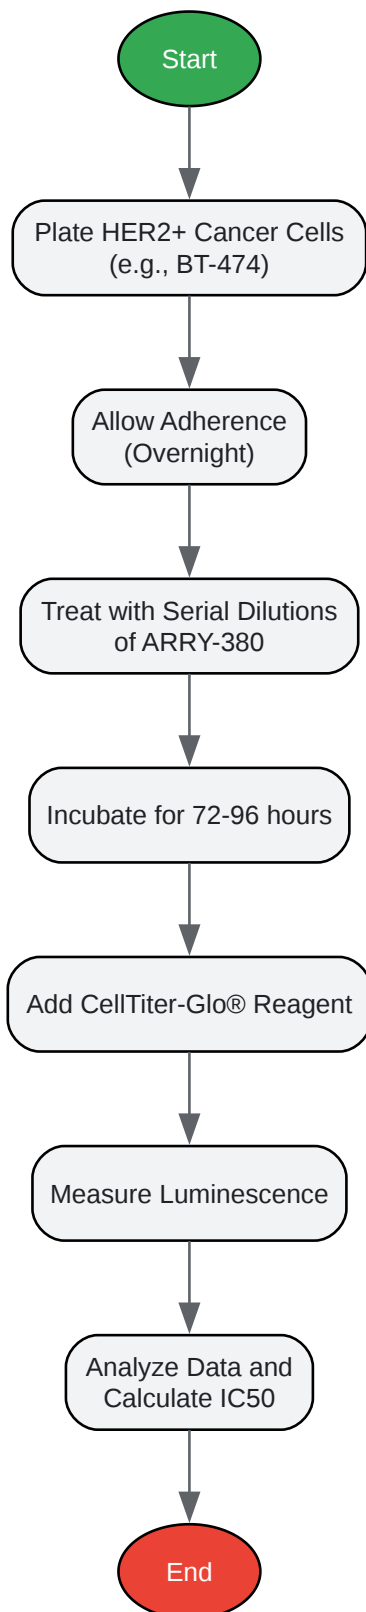 Start
Plate HER2+ Cancer Cells
(e.g., BT-474)
Allow Adherence
(Overnight)
Treat with Serial Dilutions
of ARRY-380
Incubate for 72-96 hours
Add CellTiter-Glo® Reagent
Measure Luminescence
Analyze Data and
Calculate IC50
End